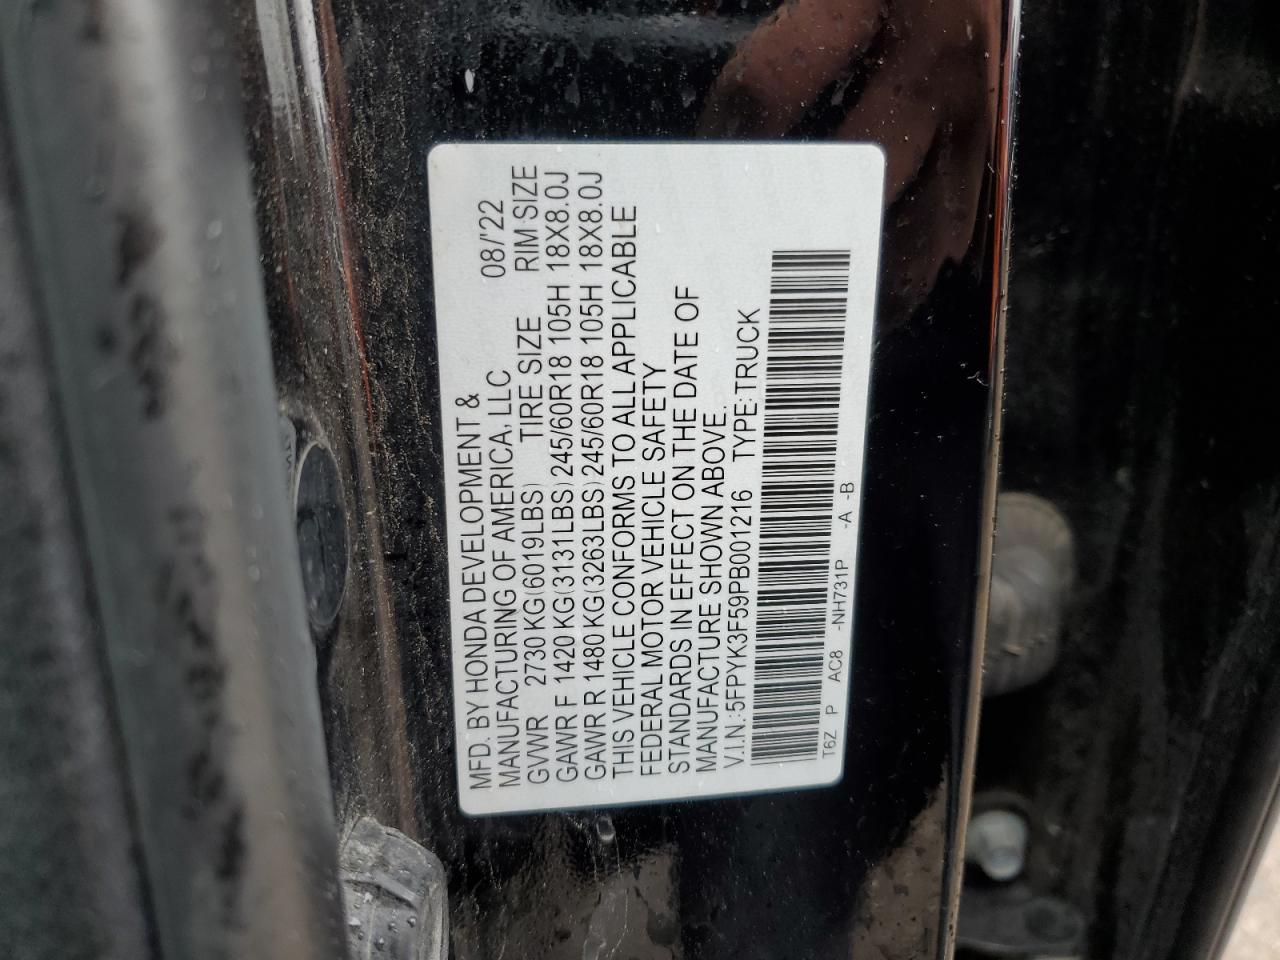 MFD. BY HONDA DEVELOPMENT &
MANUFACTURING OF AMERICA, LLC 08/'22
GVWR 2730 KG(6019LBS) TIRE SIZE RIM SIZE
GAWR F 1420 KG(3131LBS) 245/60R18 105H 18X8.0J
GAWR R 1480 KG(3263LBS) 245/60R18 105H 18X8.0J
THIS VEHICLE CONFORMS TO ALL APPLICABLE
FEDERAL MOTOR VEHICLE SAFETY
STANDARDS IN EFFECT ON THE DATE OF
MANUFACTURE SHOWN ABOVE.
V.I.N.:5FPYK3F59PB001216 TYPE:TRUCK
T6Z P AC8 -NH731P -A -B